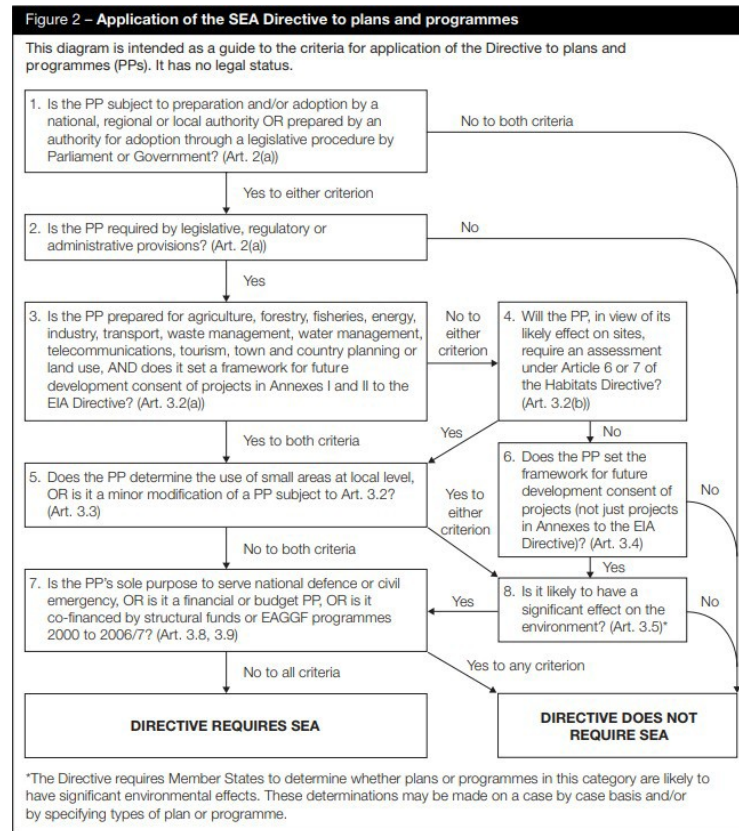 Figure 2 – Application of the SEA Directive to plans and programmes
This diagram is intended as a guide to the criteria for application of the Directive to plans and
programmes (PPs). It has no legal status.
1. Is the PP subject to preparation and/or adoption by a
national, regional or local authority OR prepared by an
authority for adoption through a legislative procedure by
Parliament or Government? (Art. 2(a))
No to both criteria
Yes to either criterion
2. Is the PP required by legislative, regulatory or
administrative provisions? (Art. 2(a))
No
Yes
3. Is the PP prepared for agriculture, forestry, fisheries, energy,
industry, transport, waste management, water management,
telecommunications, tourism, town and country planning or
land use, AND does it set a framework for future
development consent of projects in Annexes I and II to the
EIA Directive? (Art. 3.2(a))
No to
either
criterion
4. Will the PP, in view of its
likely effect on sites,
require an assessment
under Article 6 or 7 of
the Habitats Directive?
(Art. 3.2(b))
Yes to both criteria
Yes
No
5. Does the PP determine the use of small areas at local level,
OR is it a minor modification of a PP subject to Art. 3.2?
(Art. 3.3)
Yes to
either
criterion
6. Does the PP set the
framework for future
development consent of
projects (not just projects
in Annexes to the EIA
Directive)? (Art. 3.4)
No
No to both criteria
Yes
7. Is the PP's sole purpose to serve national defence or civil
emergency, OR is it a financial or budget PP, OR is it
co-financed by structural funds or EAGGF programmes
2000 to 2006/7? (Art. 3.8, 3.9)
Yes
8. Is it likely to have a
significant effect on the
environment? (Art. 3.5)*
No
No to all criteria
Yes to any criterion
DIRECTIVE REQUIRES SEA
DIRECTIVE DOES NOT
REQUIRE SEA
*The Directive requires Member States to determine whether plans or programmes in this category are likely to
have significant environmental effects. These determinations may be made on a case by case basis and/or
by specifying types of plan or programme.